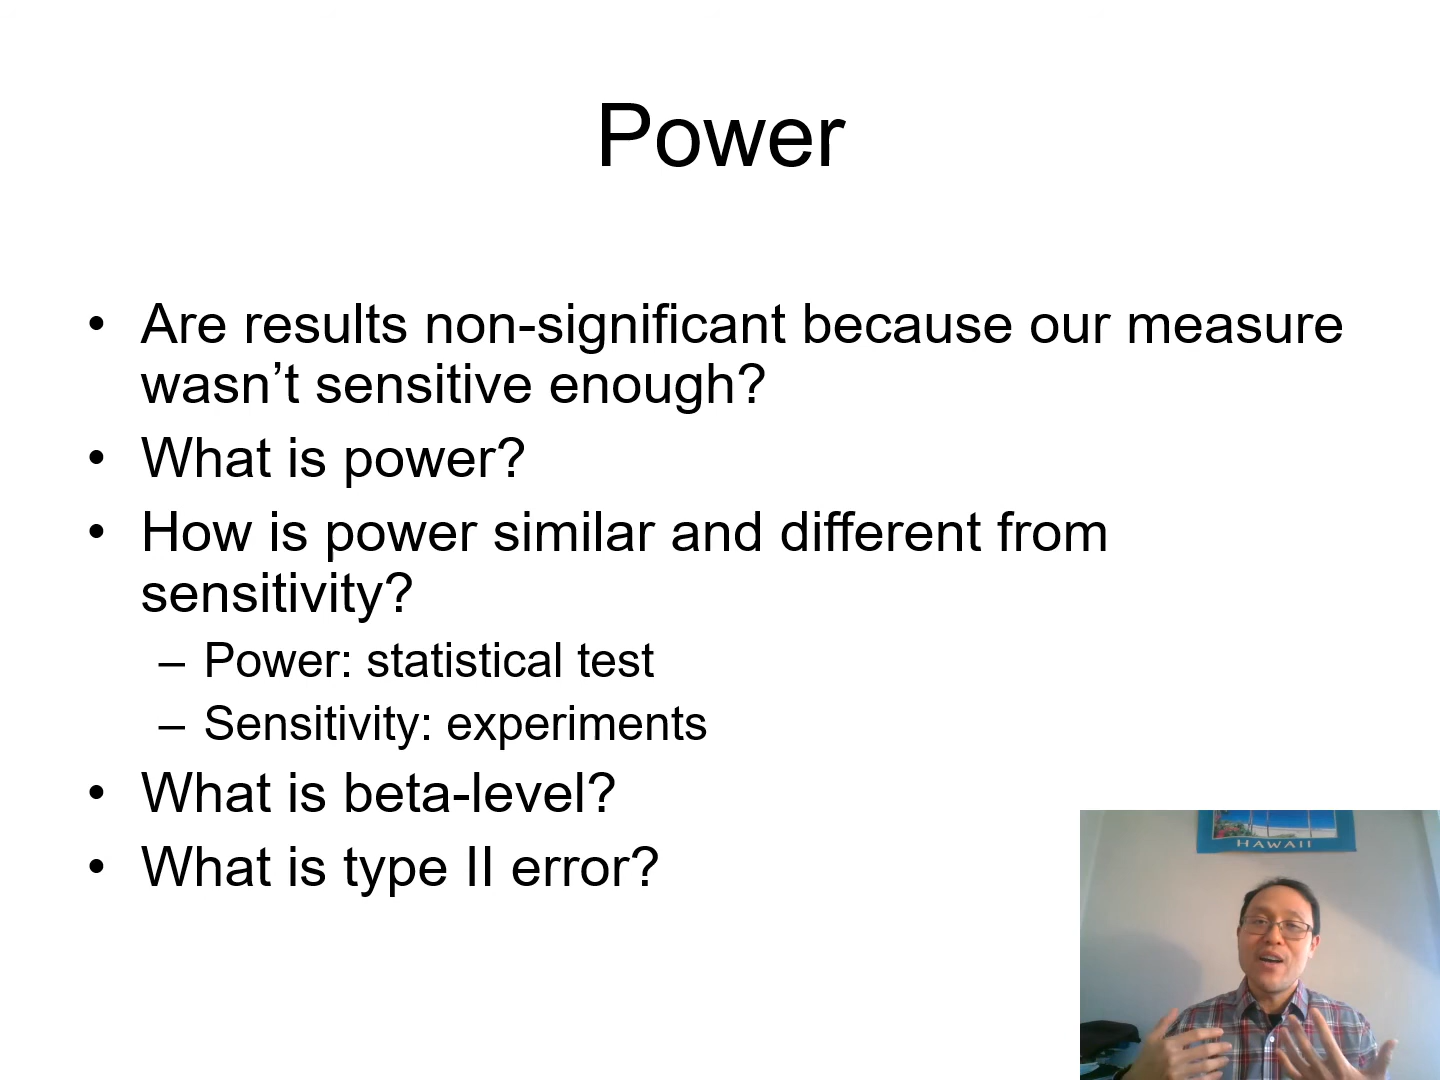 Power
• Are results non-significant because our measure
wasn’t sensitive enough?
• What is power?
• How is power similar and different from
sensitivity?
– Power: statistical test
– Sensitivity: experiments
• What is beta-level?
• What is type II error?
HAWAII